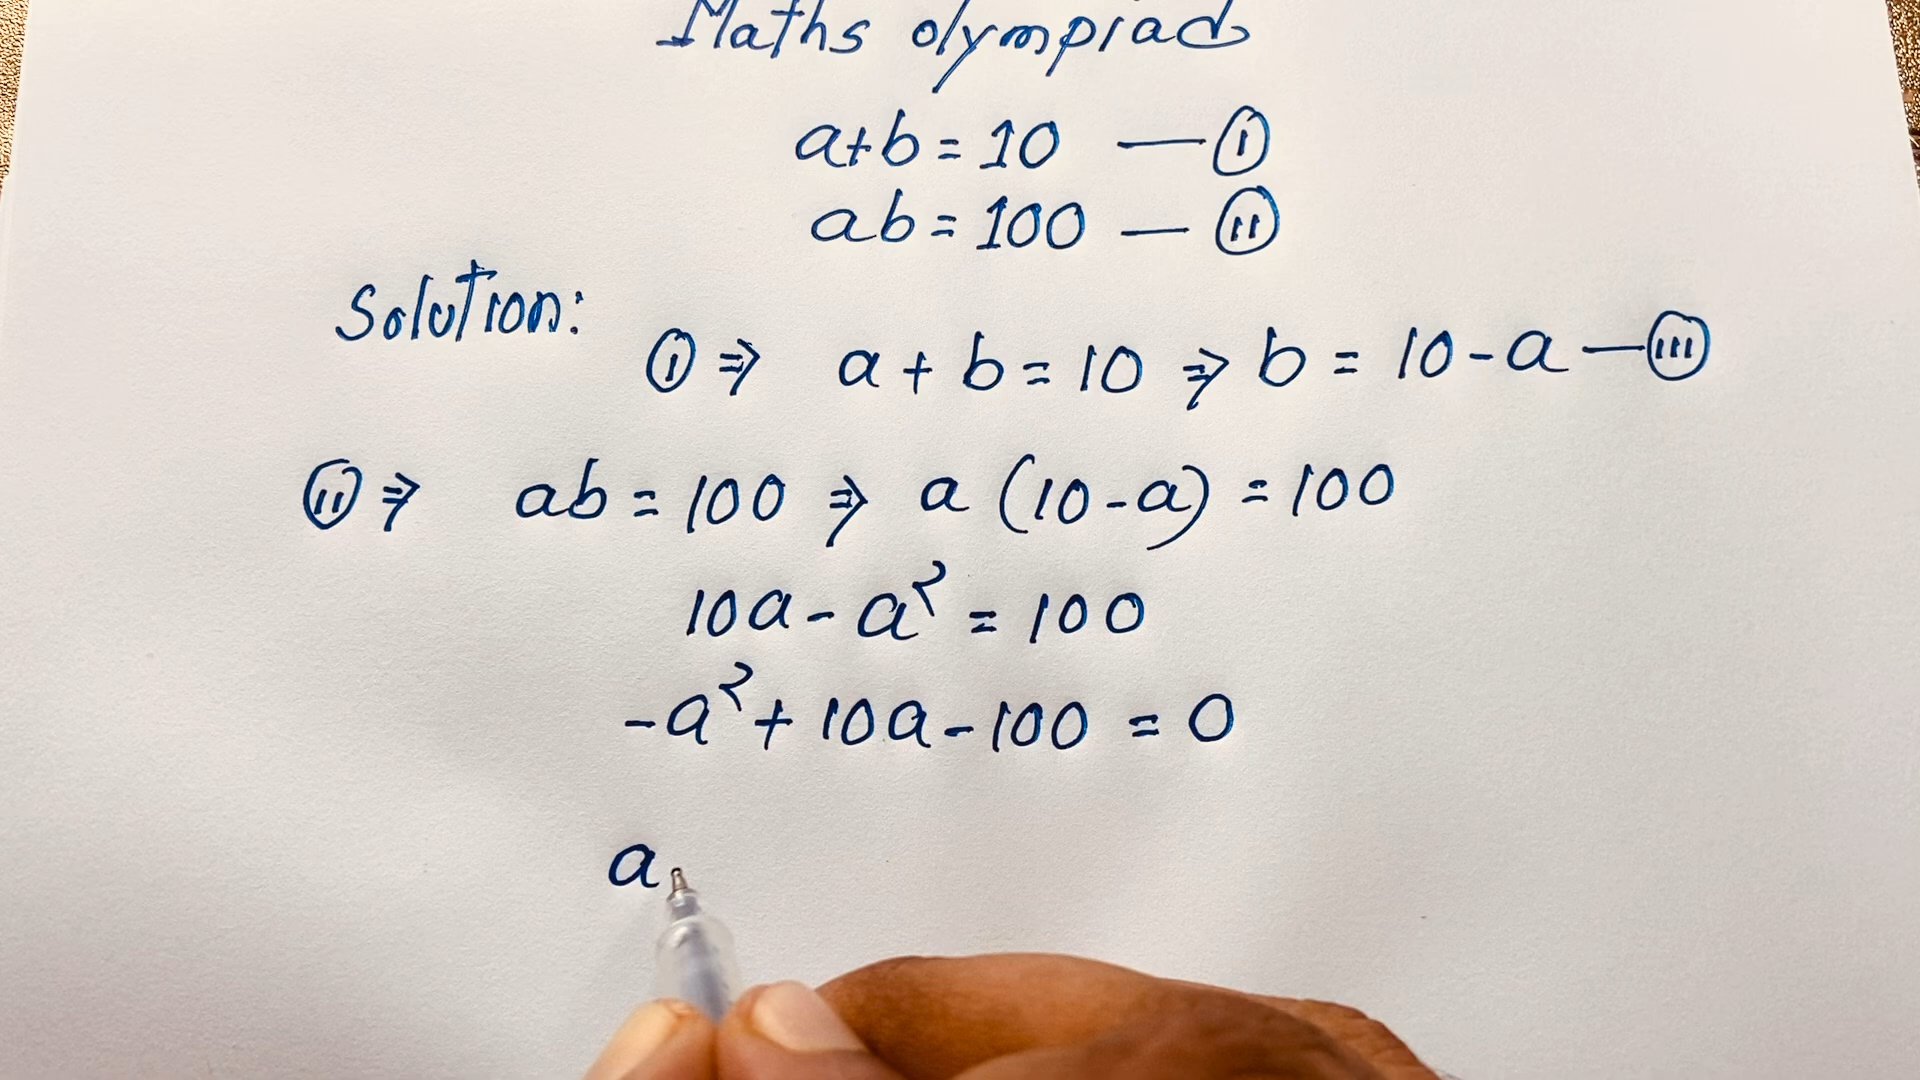 Maths olympiad
a+b=10 — (I)
ab=100 — (II)
Solution:
(I) ⇒ a + b = 10 ⇒ b = 10 - a — (III)
(II) ⇒ ab = 100 ⇒ a (10-a) = 100
10a - a² = 100
-a² + 10a - 100 = 0
a